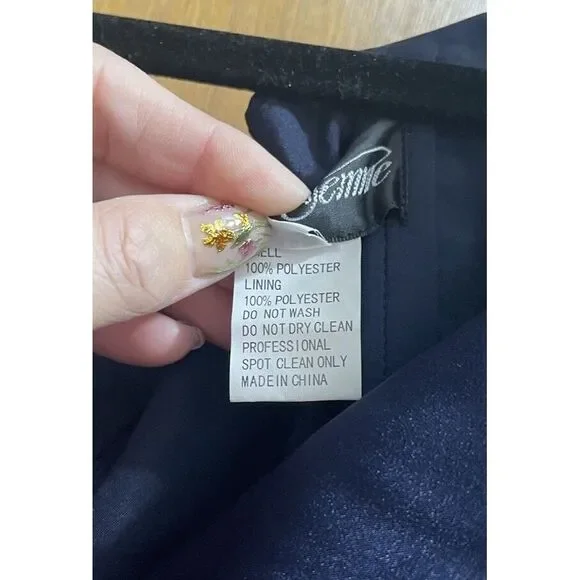 100% POLYESTER
LINING
100% POLYESTER
DO NOT WASH
DO NOT DRY CLEAN
PROFESSIONAL
SPOT CLEAN ONLY
MADE IN CHINA